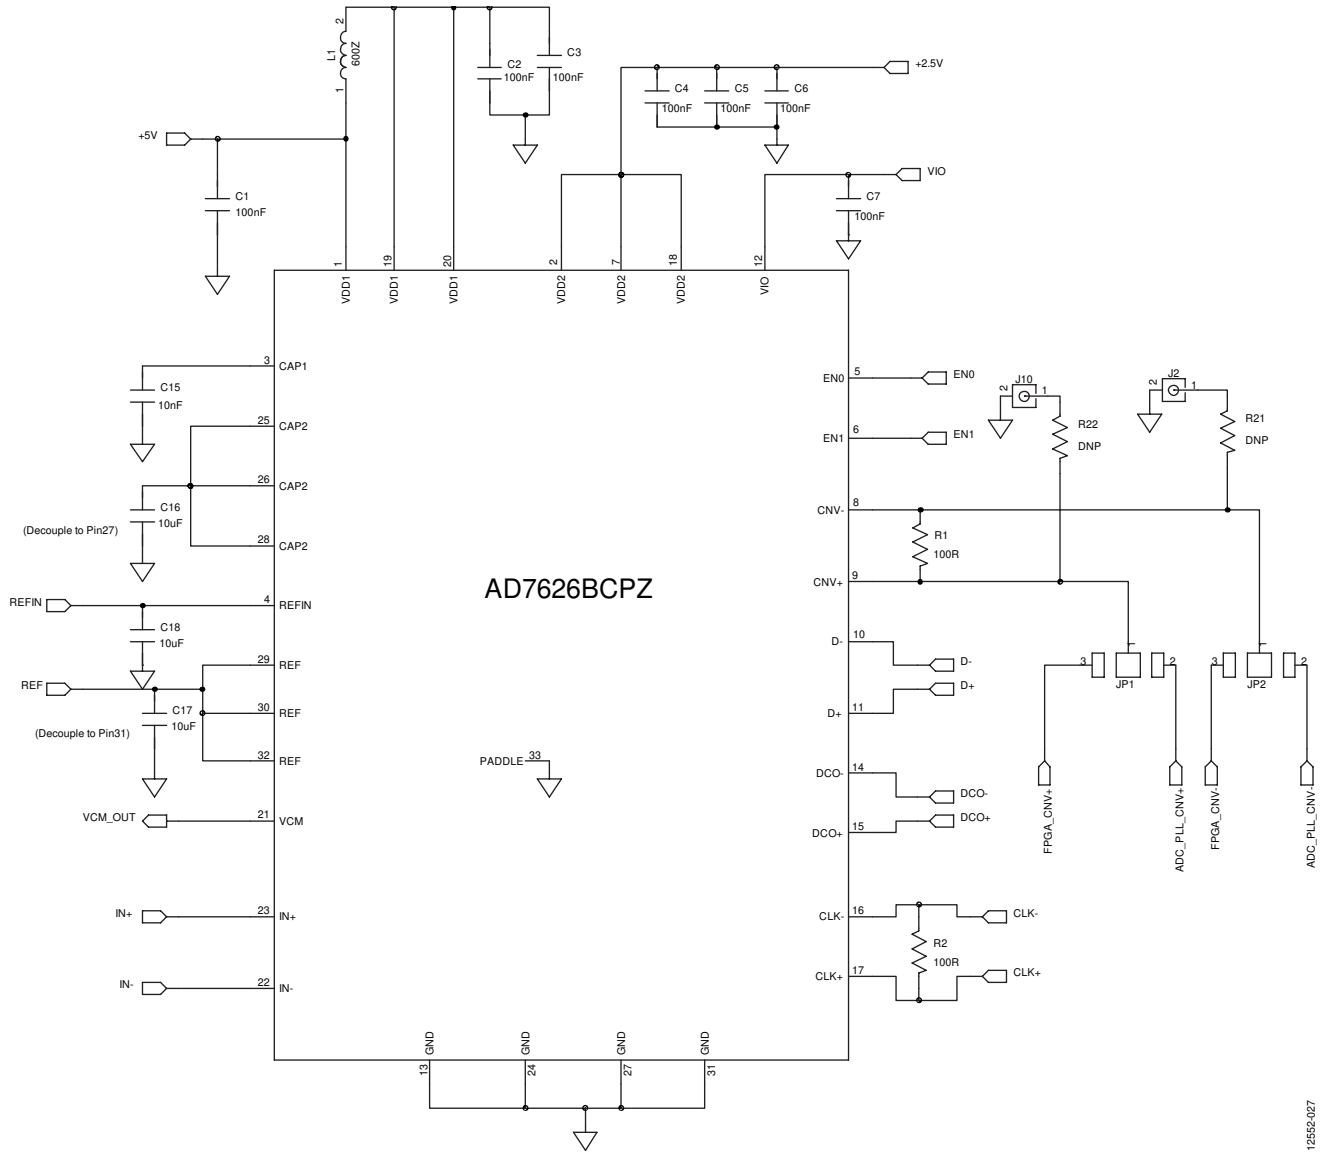 2
L1
600Z
1
C2
100nF
C3
100nF
+5V
C1
100nF
C4
100nF
C5
100nF
C6
100nF
+2.5V
VIO
C7
100nF
1
19
20
2
7
18
12
VDD1
VDD1
VDD1
VDD2
VDD2
VDD2
VIO
3
CAP1
C15
10nF
25
CAP2
26
CAP2
C16
10uF
(Decouple to Pin27)
28
CAP2
REFIN
4
REFIN
C18
10uF
29
REF
REF
C17
10uF
(Decouple to Pin31)
30
REF
32
REF
VCM_OUT
21
VCM
IN+
23
IN+
IN-
22
IN-
AD7626BCPZ
PADDLE
33
EN0
5
EN0
EN1
6
EN1
CNV-
8
R1
100R
CNV+
9
D-
10
D-
D+
11
D+
DCO-
14
DCO-
DCO+
15
DCO+
CLK-
16
CLK-
R2
100R
CLK+
17
CLK+
2
J10
1
R22
DNP
2
J2
1
R21
DNP
3
1
2
JP1
3
1
2
JP2
FPGA_CNV+
ADC_PLL_CNV+
FPGA_CNV-
ADC_PLL_CNV-
GND
GND
GND
GND
13
24
27
31
12552-027